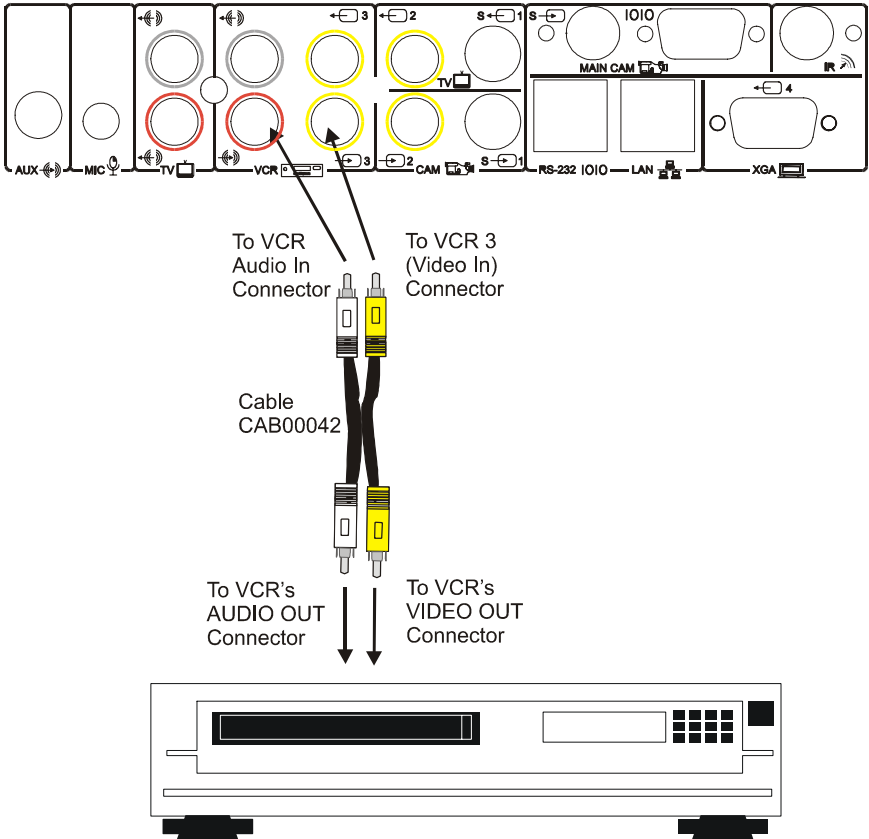 3
2
S 1
S
IOIO
TV
MAIN CAM
IR
4
AUX
MIC
TV
VCR
3
2
CAM
S 1
RS-232 IOIO
LAN
XGA
To VCR
Audio In
Connector
To VCR 3
(Video In)
Connector
Cable
CAB00042
To VCR's
AUDIO OUT
Connector
To VCR's
VIDEO OUT
Connector